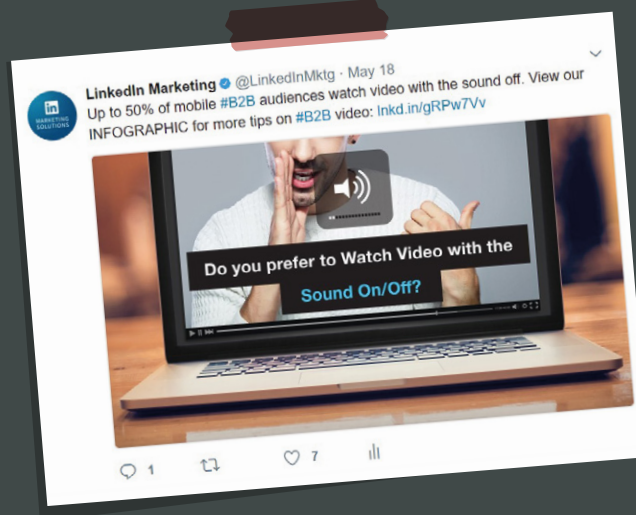 LinkedIn Marketing @LinkedInMktg · May 18
Up to 50% of mobile #B2B audiences watch video with the sound off. View our
INFOGRAPHIC for more tips on #B2B video: lnkd.in/gRPw7Vv
in
MARKETING
SOLUTIONS
Do you prefer to Watch Video with the
Sound On/Off?
1
7